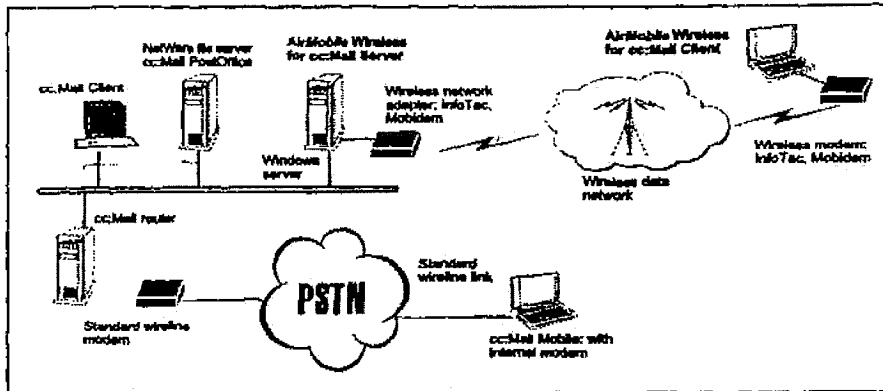 cc:Mail Client
NetWare file server
cc:Mail PostOffice
AirMobile Wireless
for cc:Mail Server
Wireless network
adapter: InfoTac,
Mobidem
Windows
server
AirMobile Wireless
for cc:Mail Client
Wireless modem:
InfoTac, Mobidem
Wireless data
network
cc:Mail router
Standard wireline
modem
PSTN
Standard
wireline link
cc:Mail Mobile: with
internal modem